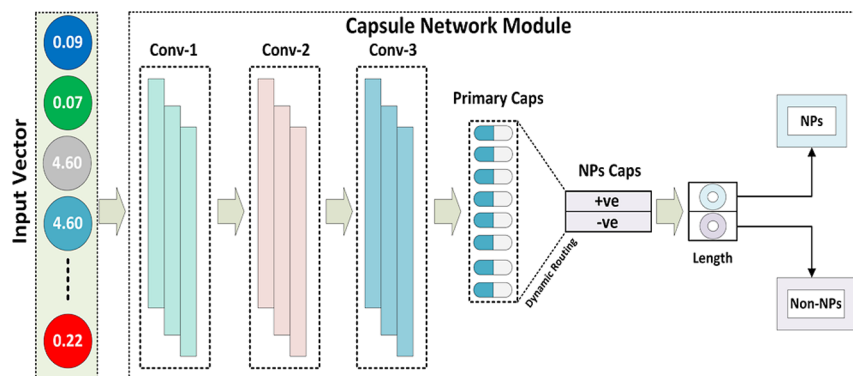 Input Vector
0.09
0.07
4.60
4.60
0.22
Capsule Network Module
Conv-1
Conv-2
Conv-3
Primary Caps
Dynamic Routing
NPs Caps
+ve
-ve
Length
NPs
Non-NPs